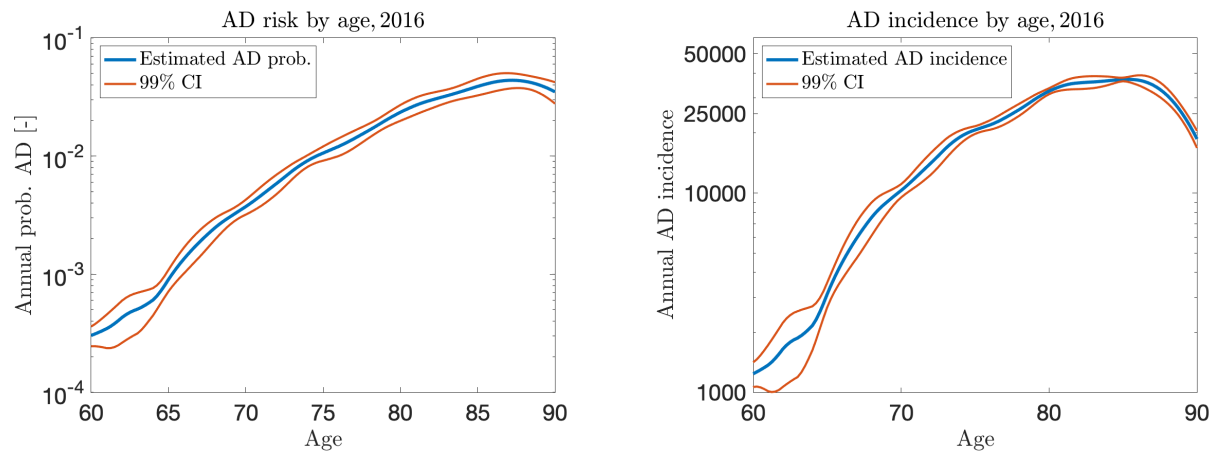 AD risk by age, 2016
10^-1
10^-2
10^-3
10^-4
Annual prob. AD [-]
Estimated AD prob.
99% CI
60 65 70 75 80 85 90
Age
AD incidence by age, 2016
50000
25000
10000
1000
Annual AD incidence
Estimated AD incidence
99% CI
60 70 80 90
Age